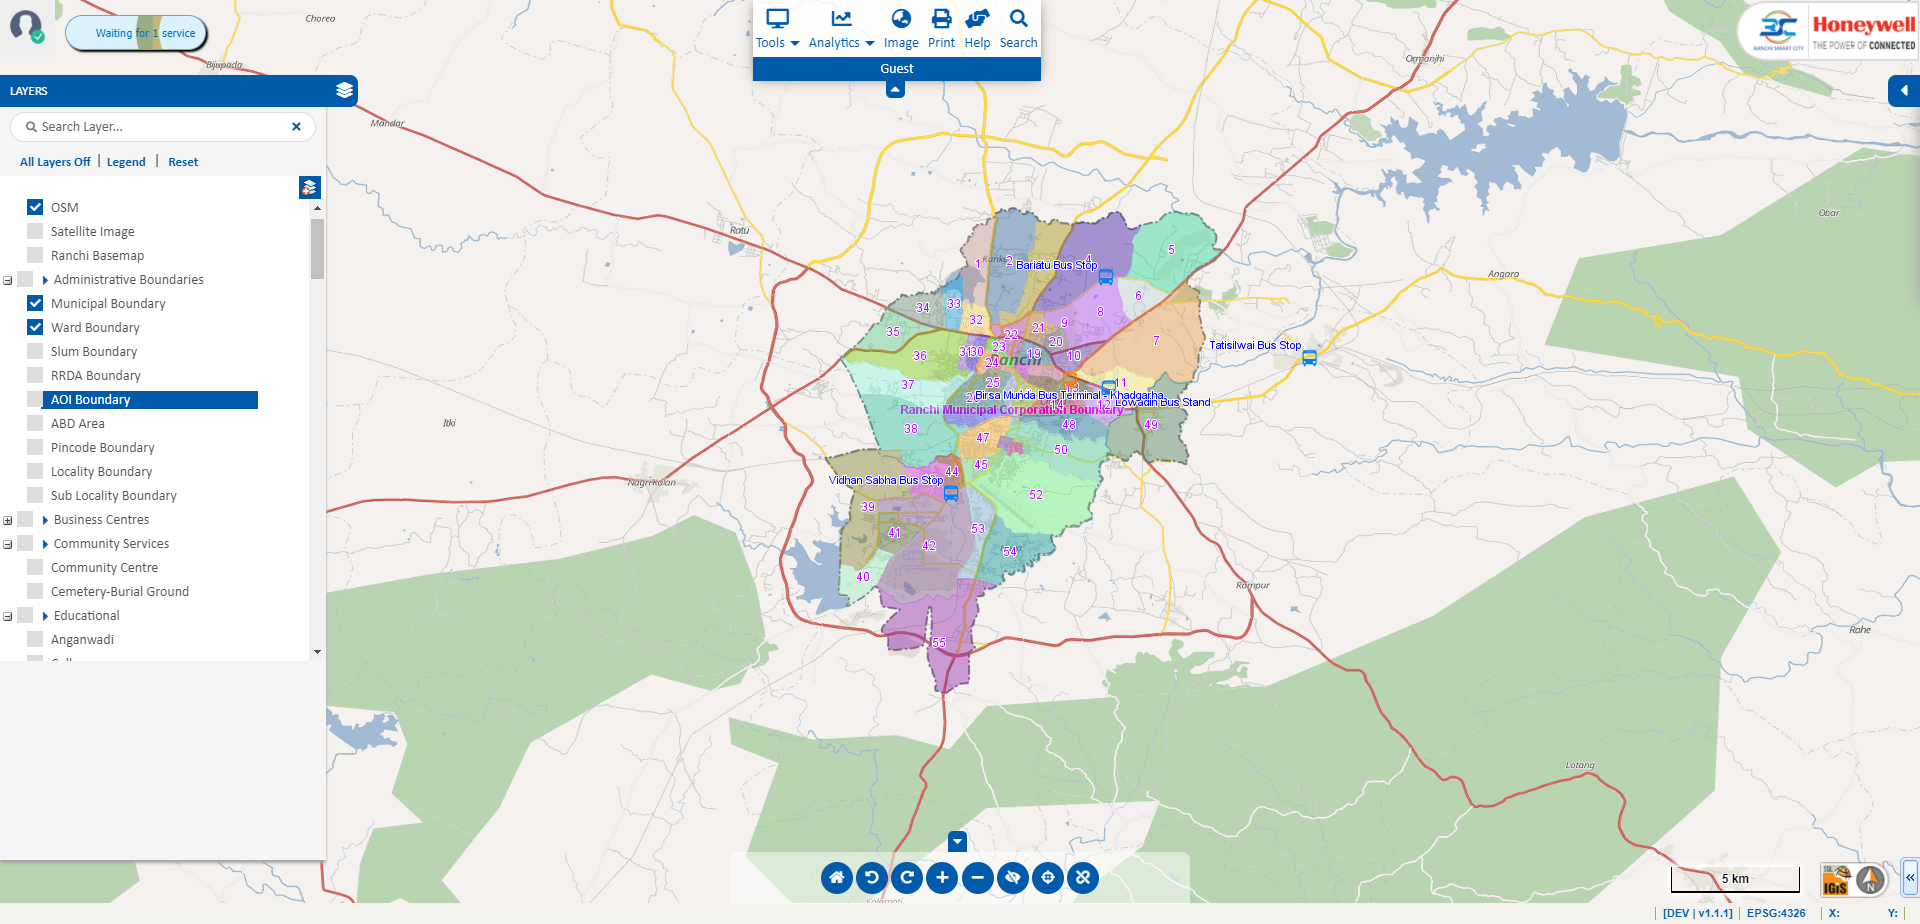 Waiting for 1 service
Tools
Analytics
Image
Print
Help
Search
Guest
RANCHI SMART CITY
Honeywell
THE POWER OF CONNECTED
LAYERS
Search Layer...
All Layers Off | Legend | Reset
OSM
Satellite Image
Ranchi Basemap
Administrative Boundaries
Municipal Boundary
Ward Boundary
Slum Boundary
RRDA Boundary
AOI Boundary
ABD Area
Pincode Boundary
Locality Boundary
Sub Locality Boundary
Business Centres
Community Services
Community Centre
Cemetery-Burial Ground
Educational
Anganwadi
Chorea
Bijupada
Mandar
Ormanjhi
Ratu
Obar
Angara
Itki
Nagri Kalan
Rampur
Rahe
Lotang
Kalamati
1
2
4
5
Bariatu Bus Stop
6
34
33
32
35
22
21
9
8
7
36
31
30
23
20
19
10
24
Tatisilwai Bus Stop
37
25
11
Birsa Munda Bus Terminal - Khadgarha
Lowadih Bus Stand
Ranchi Municipal Corporation Boundary
14
12
38
48
49
47
50
45
44
Vidhan Sabha Bus Stop
52
39
53
41
42
54
40
55
5 km
IGiS
N
[DEV | v1.1.1]
EPSG:4326
X:
Y: